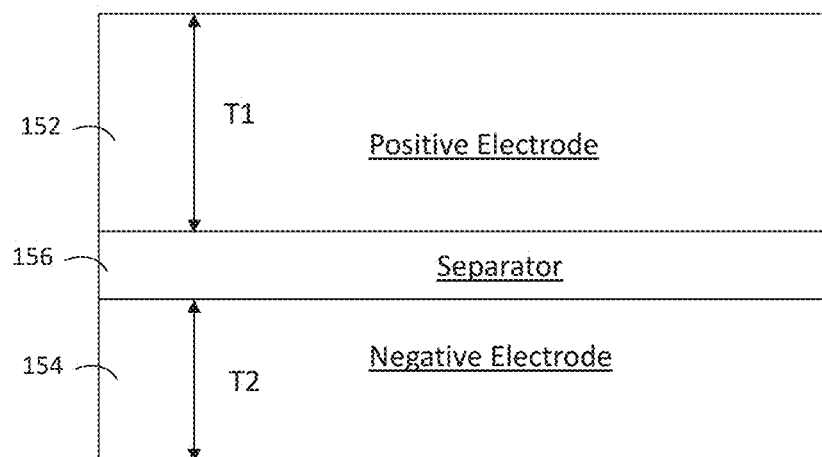 T1
152
Positive Electrode
156
Separator
Negative Electrode
154
T2